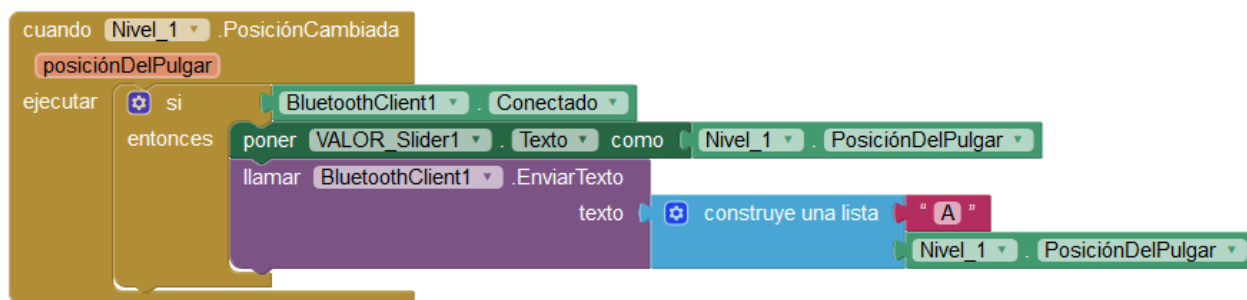 cuando Nivel_1 .PosiciónCambiada
posiciónDelPulgar
ejecutar si BluetoothClient1 . Conectado
entonces poner VALOR_Slider1 . Texto como Nivel_1 . PosiciónDelPulgar
llamar BluetoothClient1 .EnviarTexto
texto construye una lista " A "
Nivel_1 . PosiciónDelPulgar